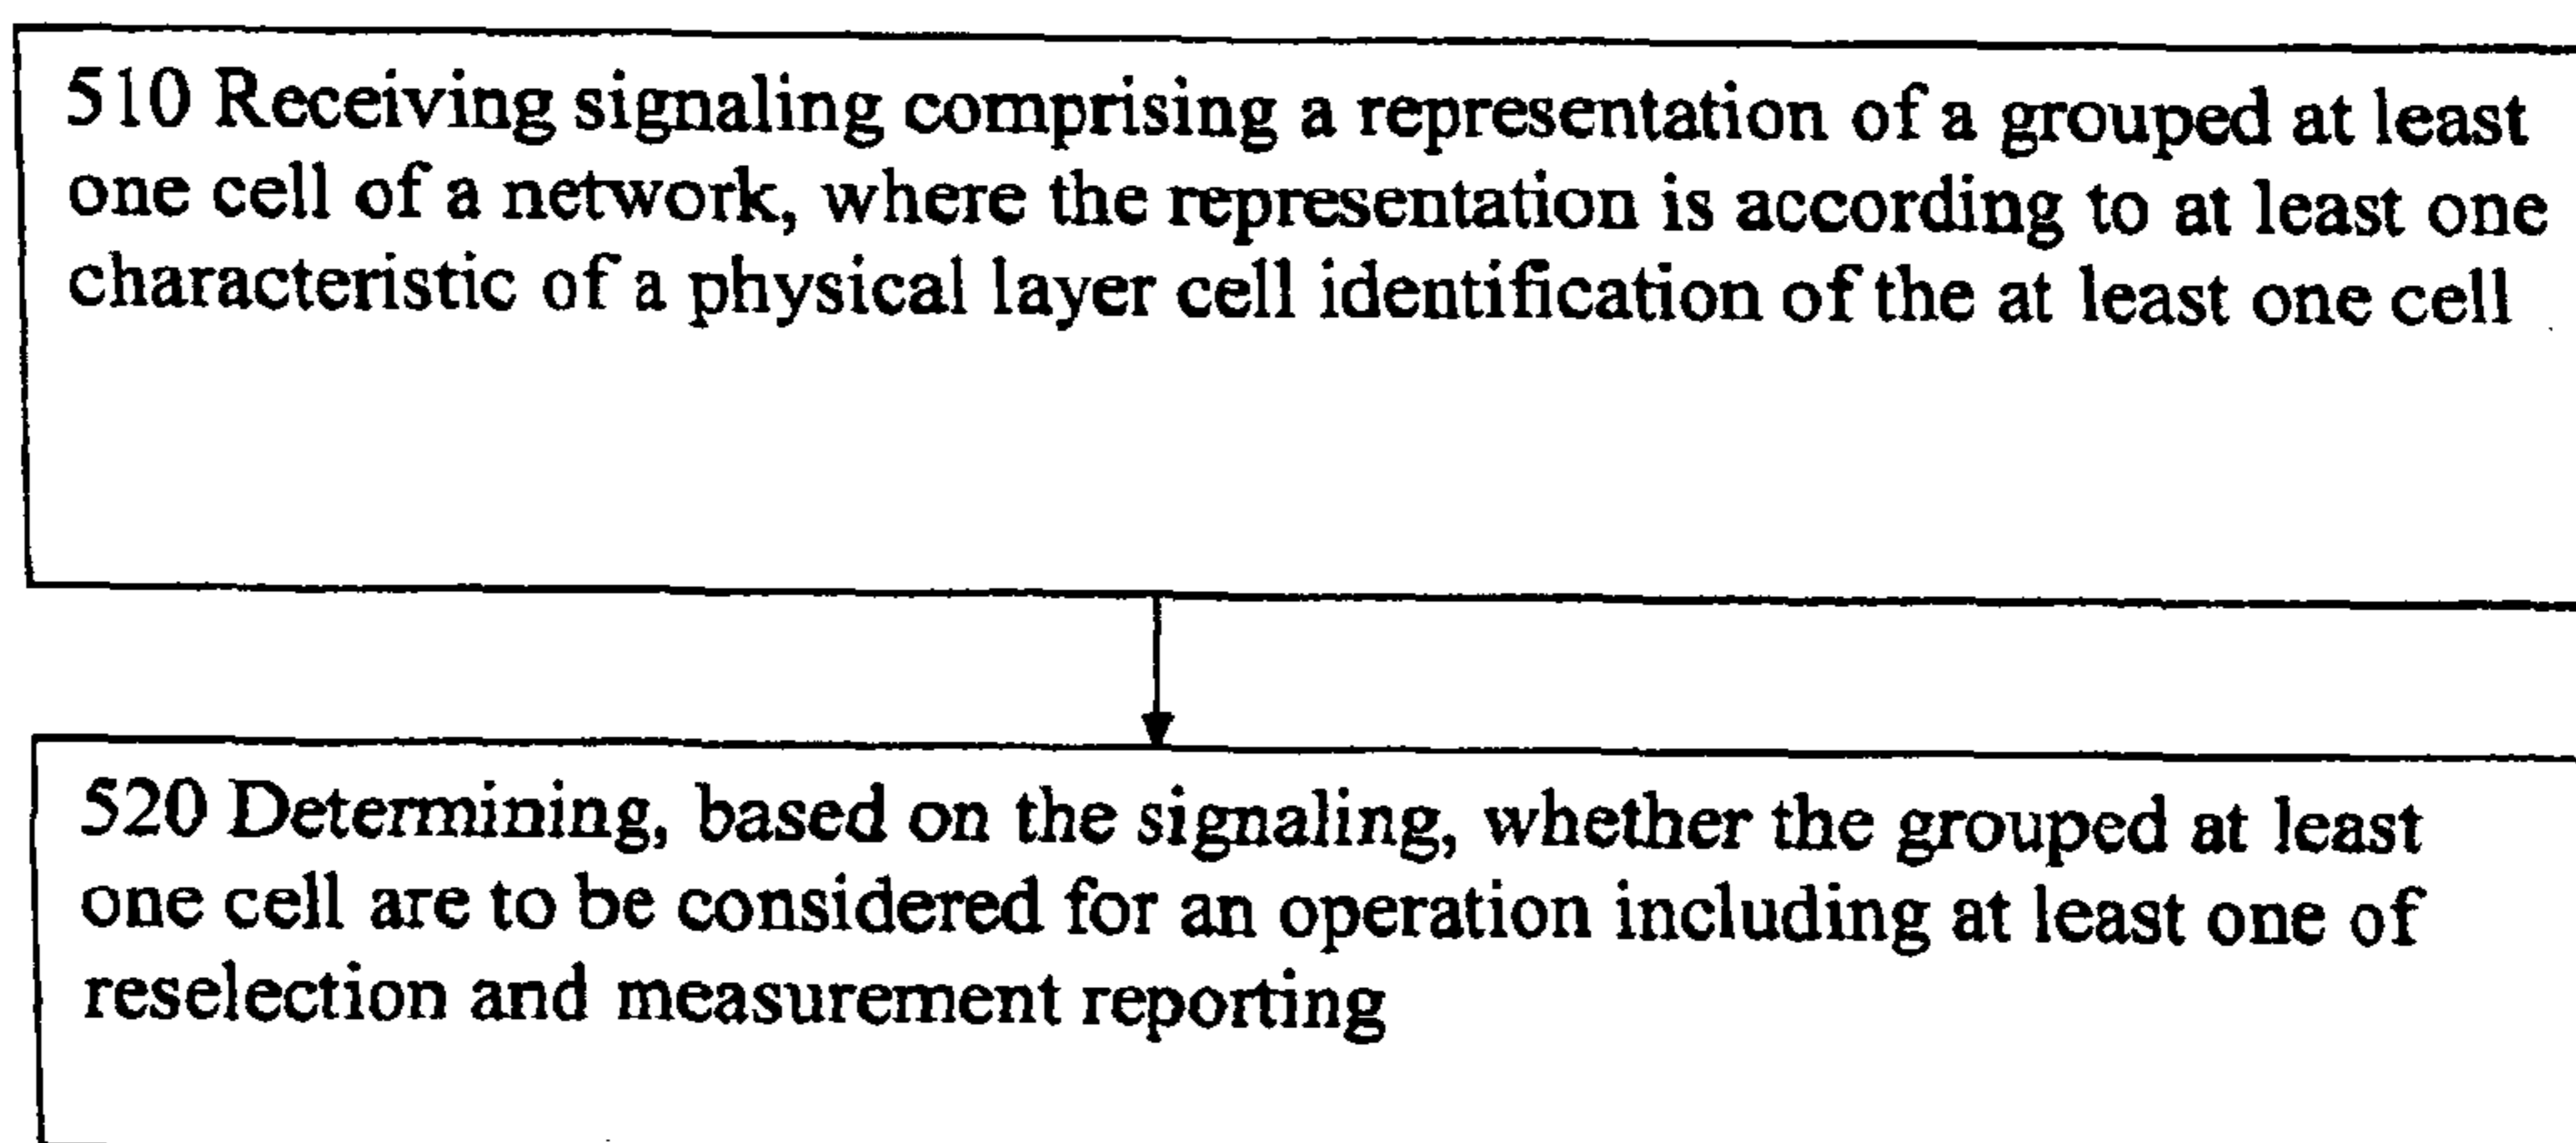 510 Receiving signaling comprising a representation of a grouped at least
one cell of a network, where the representation is according to at least one
characteristic of a physical layer cell identification of the at least one cell
520 Determining, based on the signaling, whether the grouped at least
one cell are to be considered for an operation including at least one of
reselection and measurement reporting